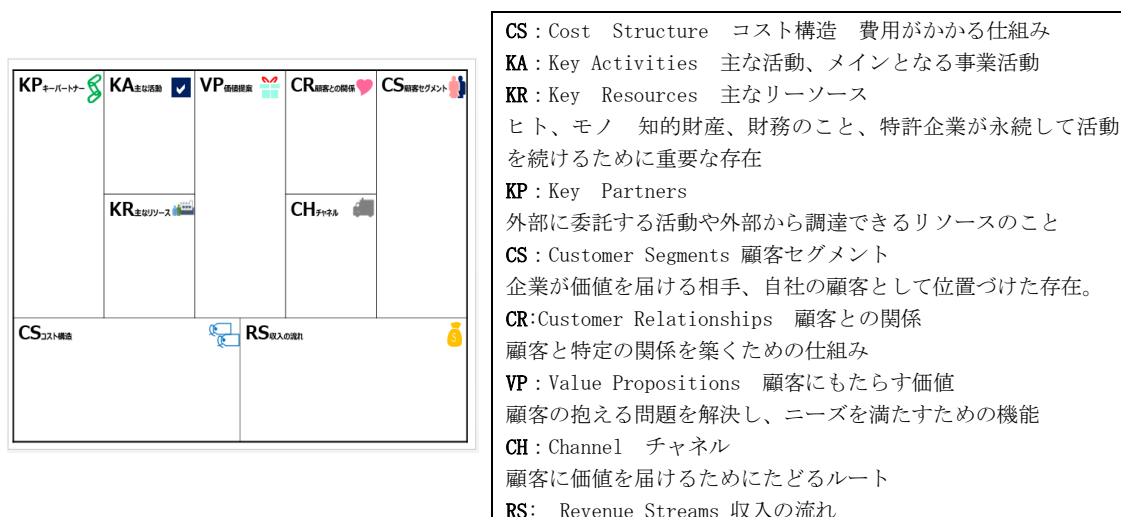 KPキーパートナー
KA主な活動
VP価値提案
CR顧客との関係
CS顧客セグメント
KR主なリソース
CHチャネル
CSコスト構造
RS収入の流れ
$
CS：Cost　Structure　コスト構造　費用がかかる仕組み
KA：Key Activities　主な活動、メインとなる事業活動
KR：Key Resources　主なリーソース
ヒト、モノ　知的財産、財務のこと、特許企業が永続して活動
を続けるために重要な存在
KP：Key　Partners
外部に委託する活動や外部から調達できるリソースのこと
CS：Customer Segments 顧客セグメント
企業が価値を届ける相手、自社の顧客として位置づけた存在。
CR:Customer Relationships　顧客との関係
顧客と特定の関係を築くための仕組み
VP：Value Propositions　顧客にもたらす価値
顧客の抱える問題を解決し、ニーズを満たすための機能
CH：Channel　チャネル
顧客に価値を届けるためにたどるルート
RS:　Revenue Streams 収入の流れ